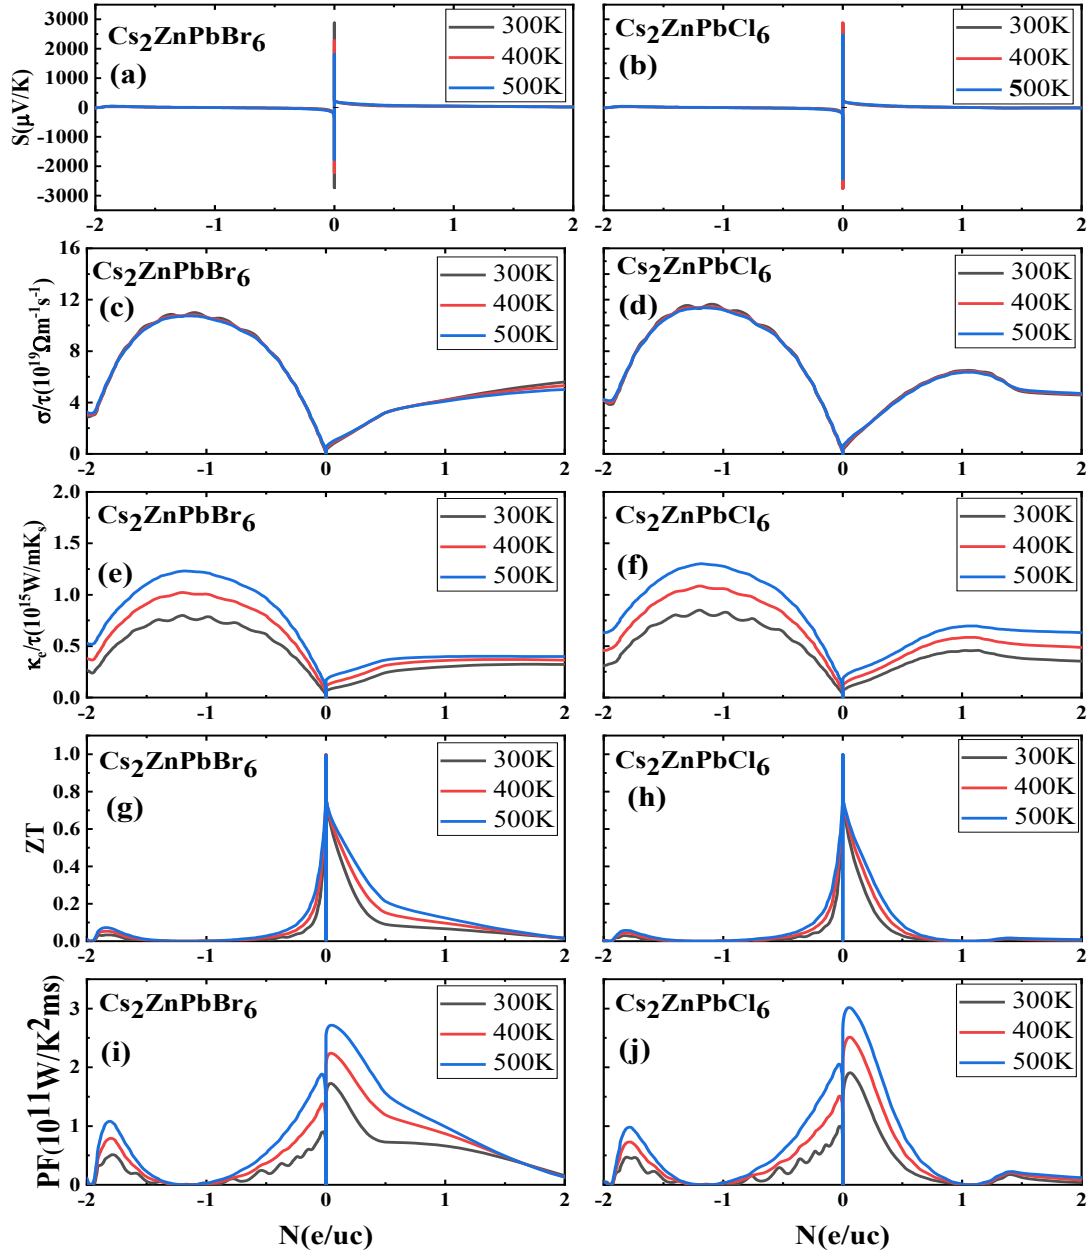 Cs2ZnPbBr6
(a)
300K
400K
500K
S(μV/K)
3000
2000
1000
0
-1000
-2000
-3000
-2 -1 0 1 2
Cs2ZnPbCl6
(b)
300K
400K
500K
-2 -1 0 1 2
Cs2ZnPbBr6
(c)
300K
400K
500K
σ/τ(10^19Ωm^-1s^-1)
16
12
8
4
0
-2 -1 0 1 2
Cs2ZnPbCl6
(d)
300K
400K
500K
-2 -1 0 1 2
Cs2ZnPbBr6
(e)
300K
400K
500K
κe/τ(10^15W/mKs)
2.0
1.5
1.0
0.5
0.0
-2 -1 0 1 2
Cs2ZnPbCl6
(f)
300K
400K
500K
-2 -1 0 1 2
Cs2ZnPbBr6
(g)
300K
400K
500K
ZT
1.0
0.8
0.6
0.4
0.2
0.0
-2 -1 0 1 2
Cs2ZnPbCl6
(h)
300K
400K
500K
-2 -1 0 1 2
Cs2ZnPbBr6
(i)
300K
400K
500K
PF(10^11W/K^2ms)
3
2
1
0
-2 -1 0 1 2
N(e/uc)
Cs2ZnPbCl6
(j)
300K
400K
500K
-2 -1 0 1 2
N(e/uc)